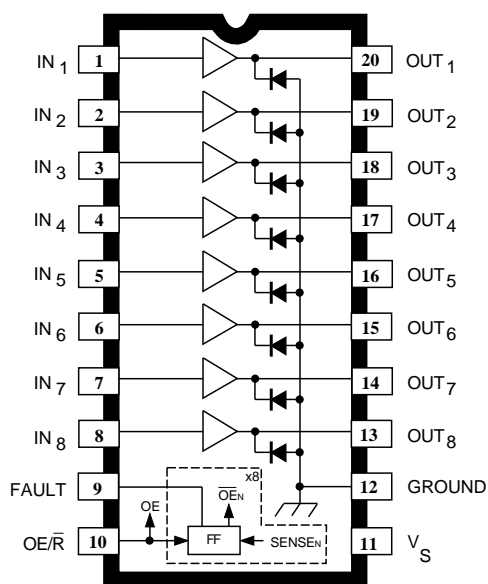 IN 1 1 20 OUT 1
IN 2 2 19 OUT 2
IN 3 3 18 OUT 3
IN 4 4 17 OUT 4
IN 5 5 16 OUT 5
IN 6 6 15 OUT 6
IN 7 7 14 OUT 7
IN 8 8 13 OUT 8
x8
FAULT 9 OE O̅E̅N 12 GROUND
OE/R̅ 10 FF SENSEN 11 VS